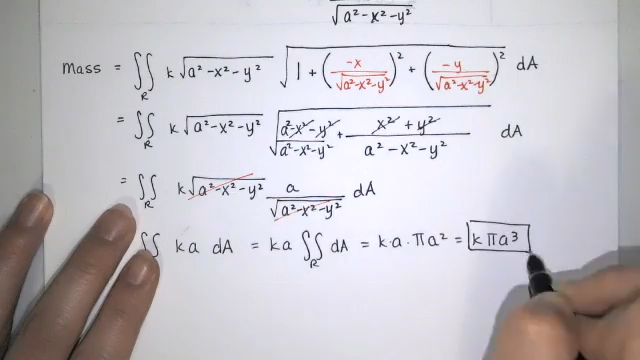 √(a²-x²-y²)
Mass = ∬_R k√(a²-x²-y²) √(1 + (-x/√(a²-x²-y²))² + (-y/√(a²-x²-y²))²) dA
= ∬_R k√(a²-x²-y²) √((a²-x²-y²)/(a²-x²-y²) + (x²+y²)/(a²-x²-y²)) dA
= ∬_R k√(a²-x²-y²) a/√(a²-x²-y²) dA
∬ ka dA = ka ∬_R dA = k·a·πa² = kπa³